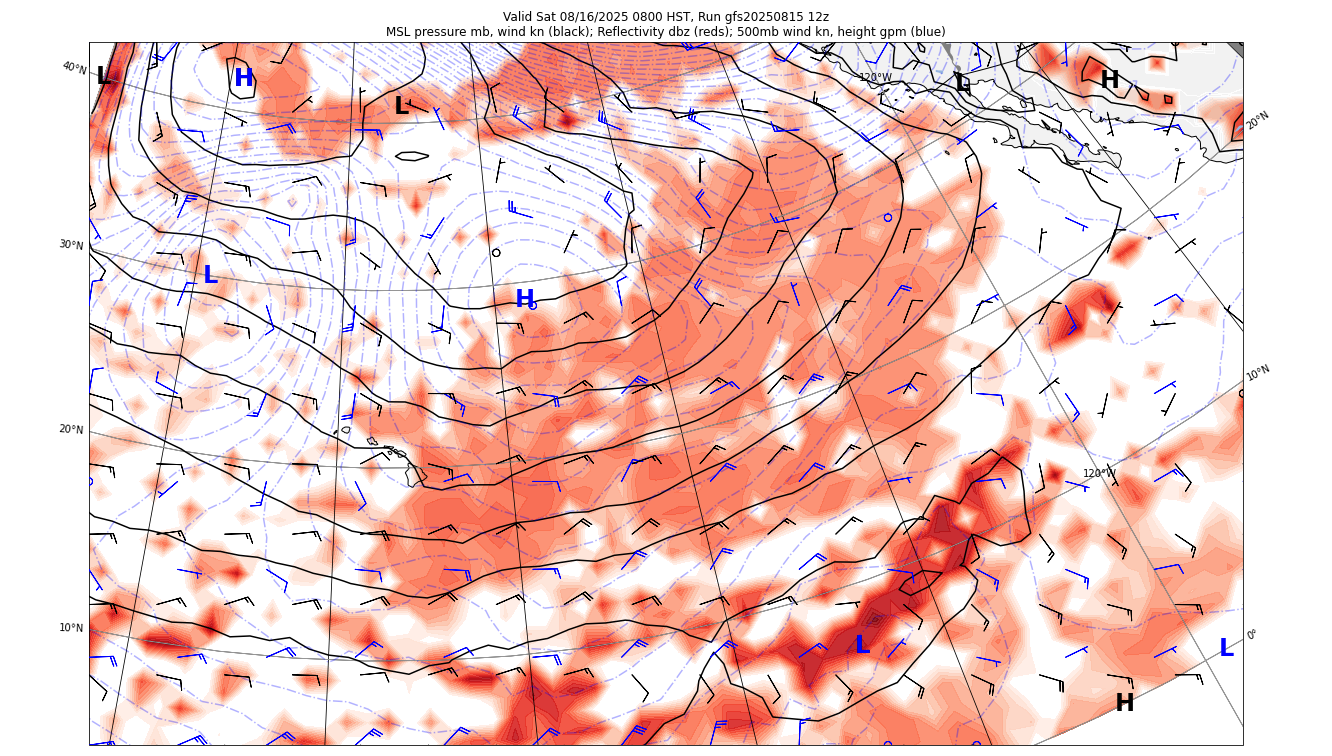 Valid Sat 08/16/2025 0800 HST, Run gfs20250815 12z
MSL pressure mb, wind kn (black); Reflectivity dbz (reds); 500mb wind kn, height gpm (blue)
40°N
L
H
L
120°W
L
H
20°N
30°N
L
H
10°N
20°N
120°W
10°N
L
0°
L
H